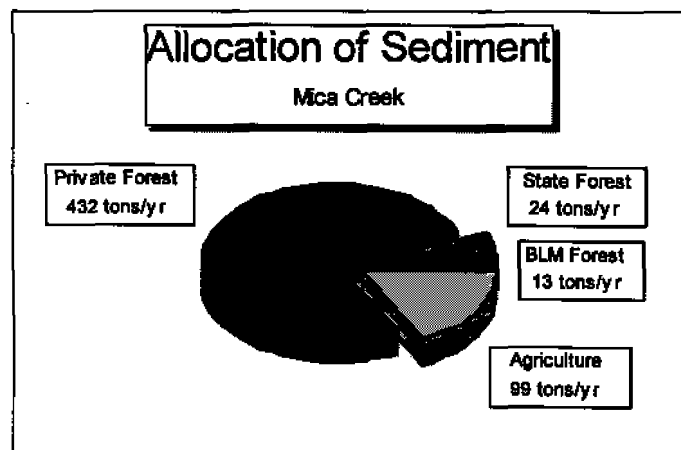 Allocation of Sediment
Mica Creek
Private Forest
432 tons/yr
State Forest
24 tons/yr
BLM Forest
13 tons/yr
Agriculture
99 tons/yr